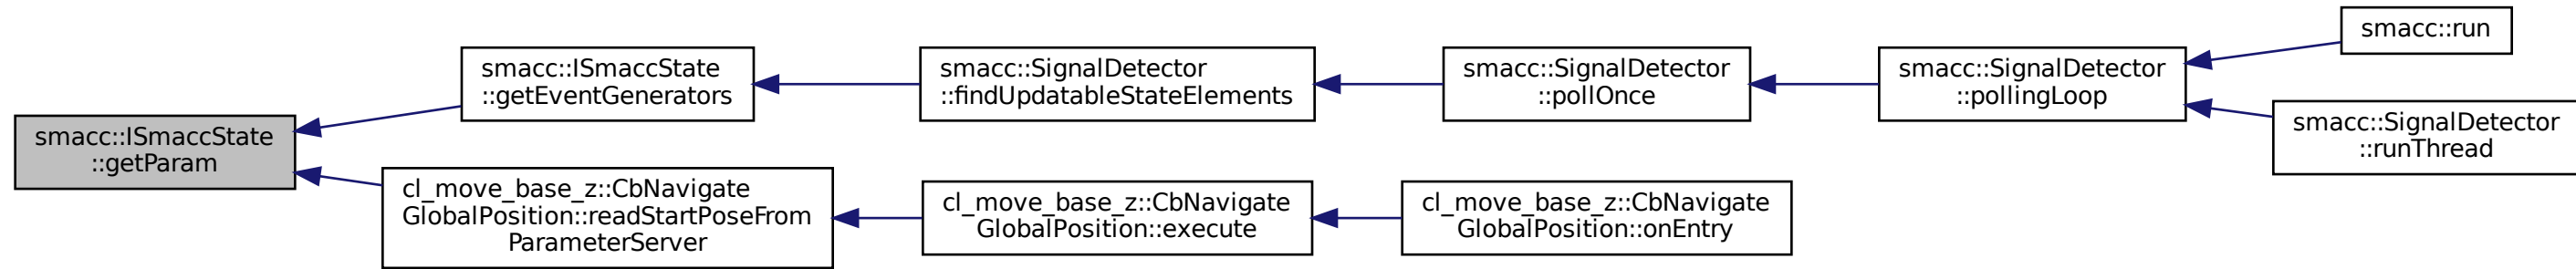 smacc::ISmaccState
::getParam
smacc::ISmaccState
::getEventGenerators
smacc::SignalDetector
::findUpdatableStateElements
smacc::SignalDetector
::pollOnce
smacc::SignalDetector
::pollingLoop
smacc::run
smacc::SignalDetector
::runThread
cl_move_base_z::CbNavigate
GlobalPosition::readStartPoseFrom
ParameterServer
cl_move_base_z::CbNavigate
GlobalPosition::execute
cl_move_base_z::CbNavigate
GlobalPosition::onEntry